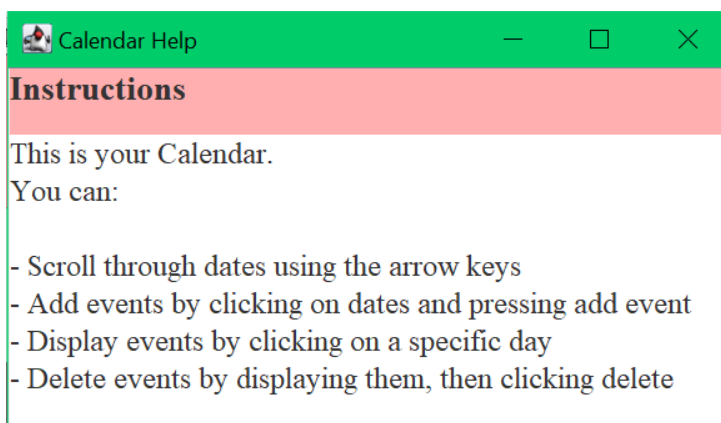 Calendar Help
Instructions
This is your Calendar.
You can:
- Scroll through dates using the arrow keys
- Add events by clicking on dates and pressing add event
- Display events by clicking on a specific day
- Delete events by displaying them, then clicking delete